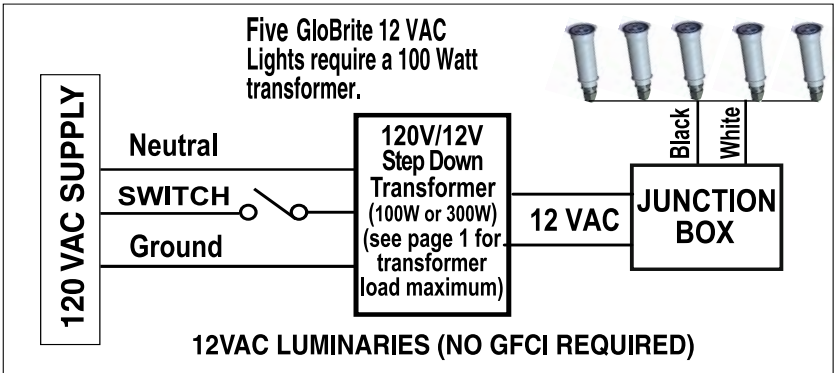 Five GloBrite 12 VAC
Lights require a 100 Watt
transformer.
120 VAC SUPPLY
Neutral
SWITCH
Ground
120V/12V
Step Down
Transformer
(100W or 300W)
(see page 1 for
transformer
load maximum)
12 VAC
Black
White
JUNCTION
BOX
12VAC LUMINARIES (NO GFCI REQUIRED)